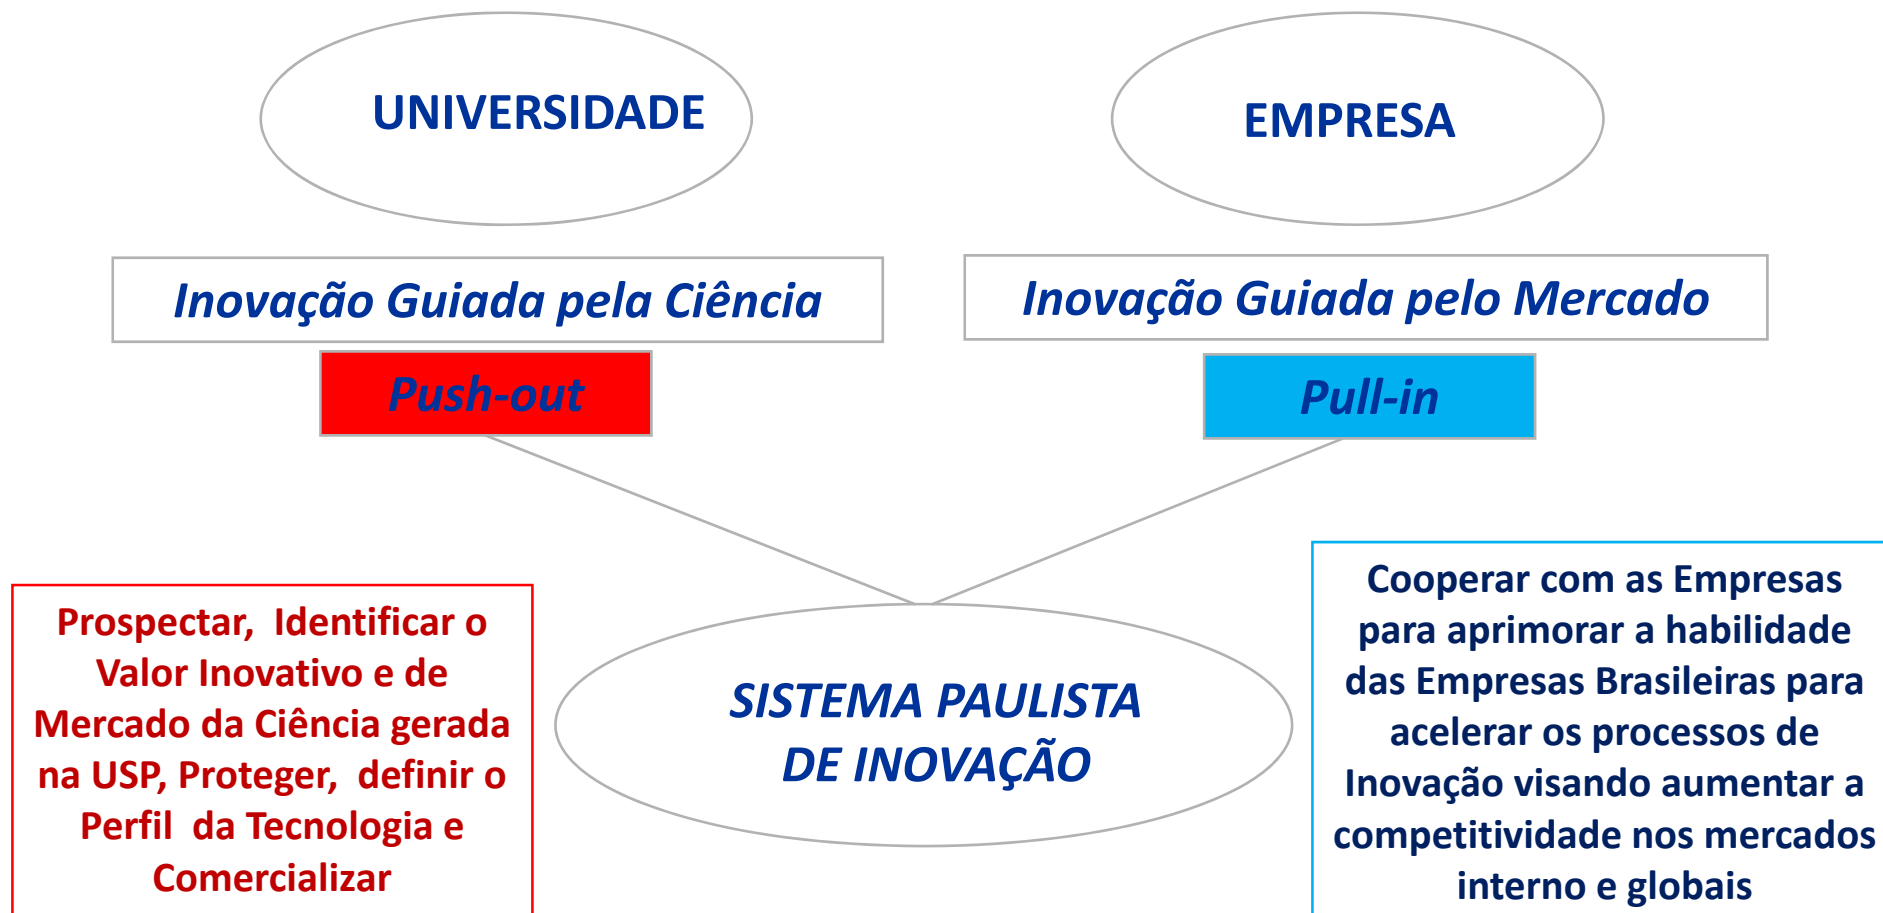 UNIVERSIDADE
EMPRESA
Inovação Guiada pela Ciência
Inovação Guiada pelo Mercado
Push-out
Pull-in
Prospectar, Identificar o
Valor Inovativo e de
Mercado da Ciência gerada
na USP, Proteger, definir o
Perfil da Tecnologia e
Comercializar
SISTEMA PAULISTA
DE INOVAÇÃO
Cooperar com as Empresas
para aprimorar a habilidade
das Empresas Brasileiras para
acelerar os processos de
Inovação visando aumentar a
competitividade nos mercados
interno e globais